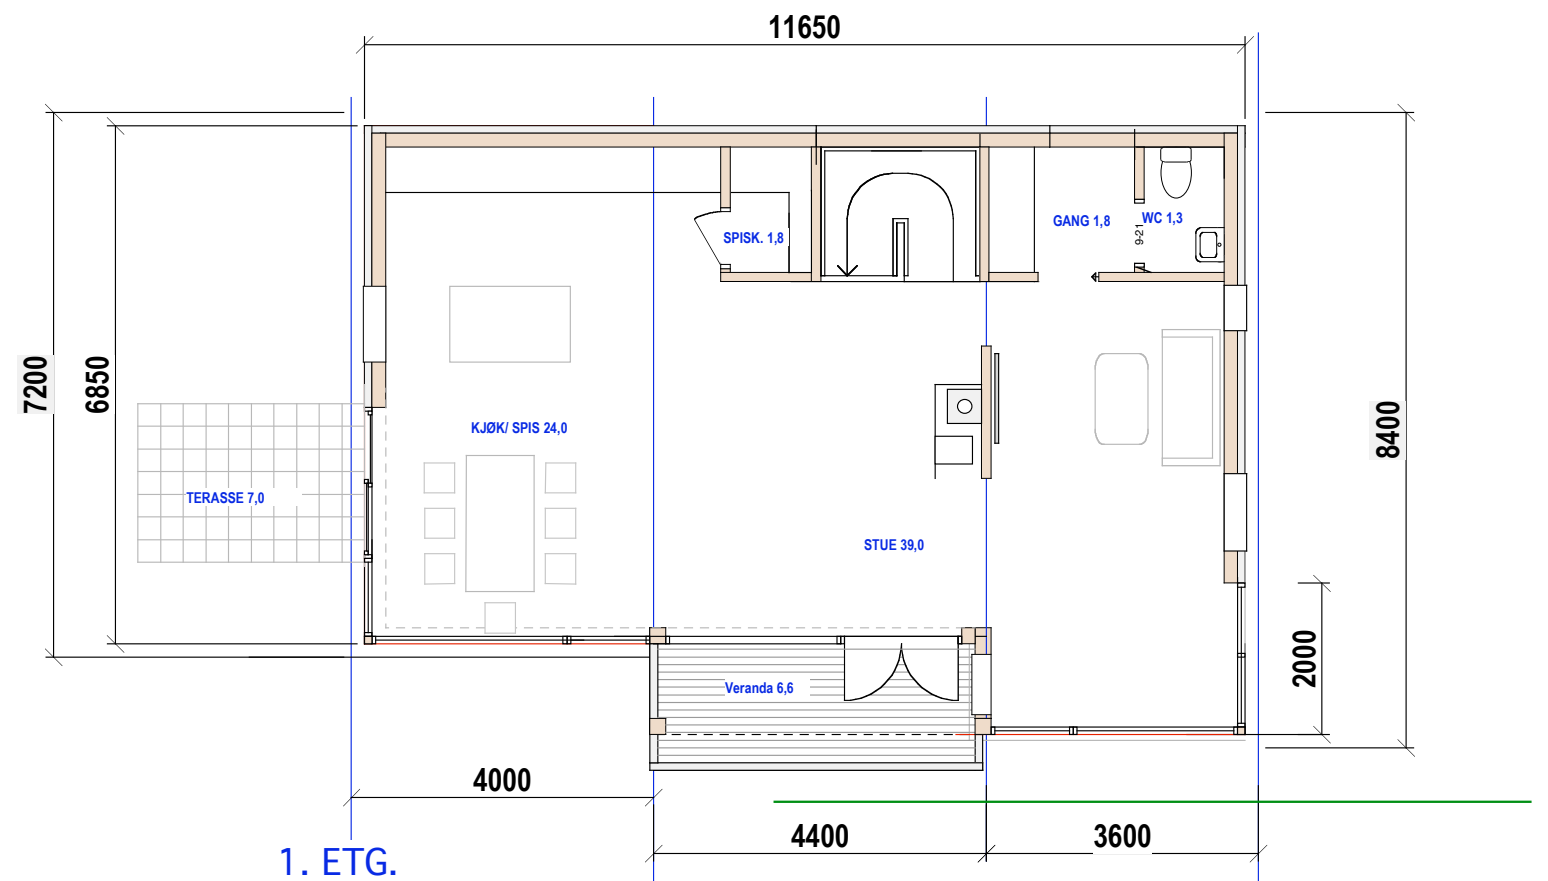 11650
GANG 1,8
WC 1,3
SPISK. 1,8
9-21
7200
6850
8400
KJØK/ SPIS 24,0
TERASSE 7,0
STUE 39,0
2000
Veranda 6,6
4000
4400
3600
1. ETG.